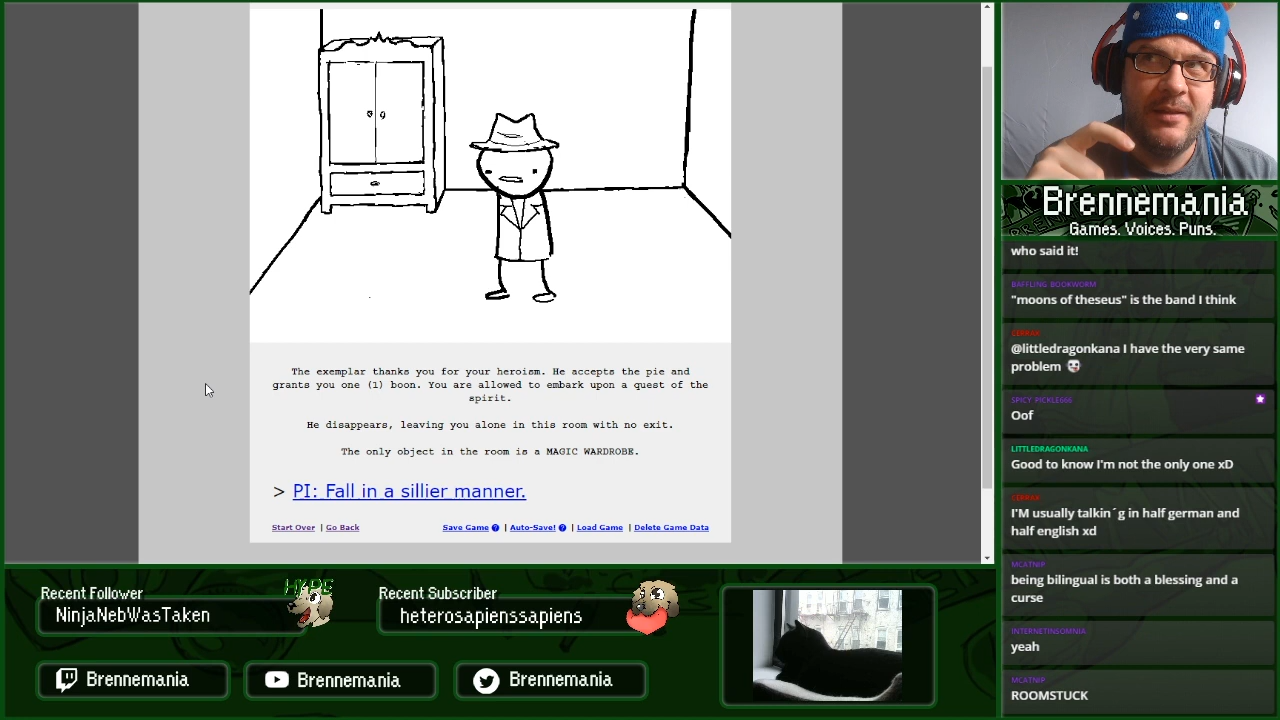 The exemplar thanks you for your heroism. He accepts the pie and
grants you one (1) boon. You are allowed to embark upon a quest of the
spirit.
He disappears, leaving you alone in this room with no exit.
The only object in the room is a MAGIC WARDROBE.
> PI: Fall in a sillier manner.
Start Over | Go Back
Save Game ? | Auto-Save! ? | Load Game | Delete Game Data
Brennemania
Games. Voices. Puns.
who said it!
BAFFLING_BOOKWORM
"moons of theseus" is the band I think
CERRAX
@littledragonkana I have the very same
problem 💀
SPICY_PICKLE666
Oof
LITTLEDRAGONKANA
Good to know I'm not the only one xD
CERRAX
I'M usually talkin´g in half german and
half english xd
MCATNIP
being bilingual is both a blessing and a
curse
INTERNETINSOMNIA
yeah
MCATNIP
ROOMSTUCK
Recent Follower
NinjaNebWasTaken
HYPE
Recent Subscriber
heterosapienssapiens
Brennemania
Brennemania
Brennemania